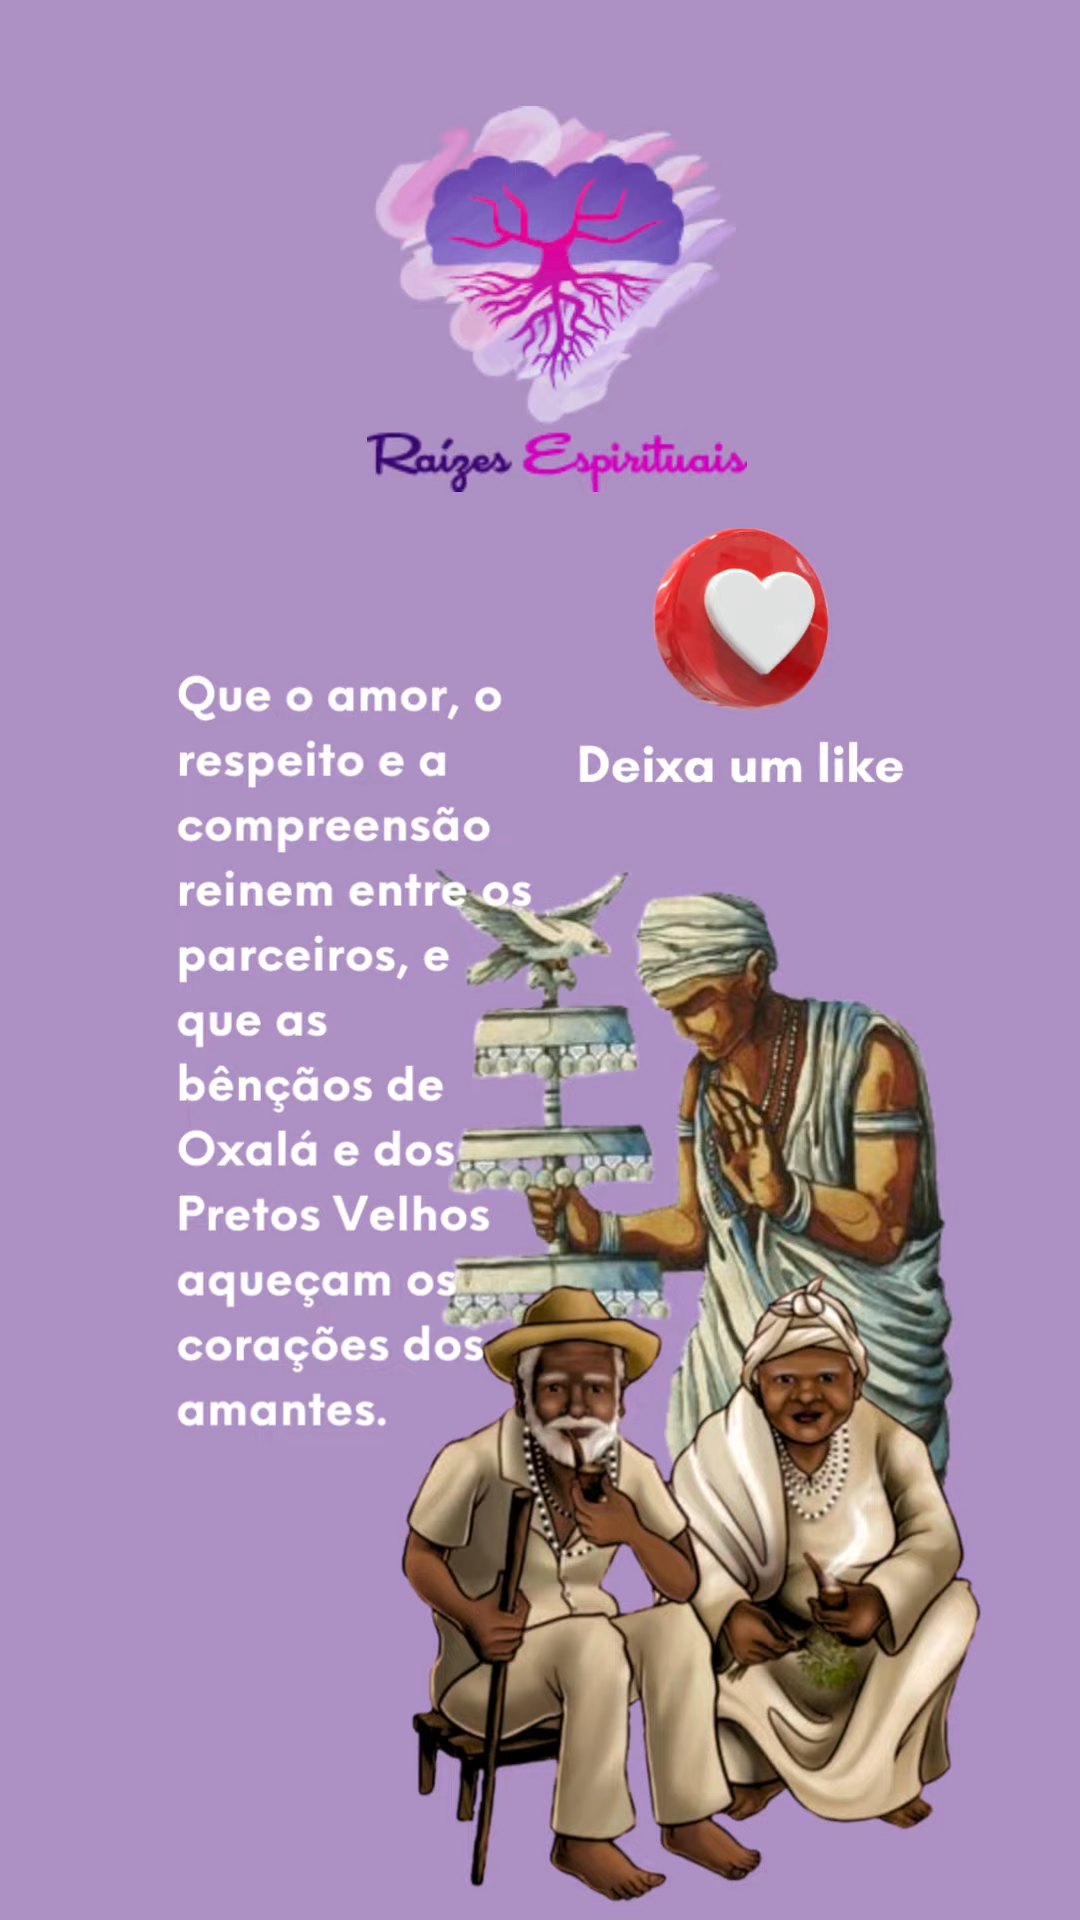 Raízes Espirituais
Que o amor, o
respeito e a
compreensão
reinem entre os
parceiros, e
que as
bênçãos de
Oxalá e dos
Pretos Velhos
aqueçam os
corações dos
amantes.
Deixa um like